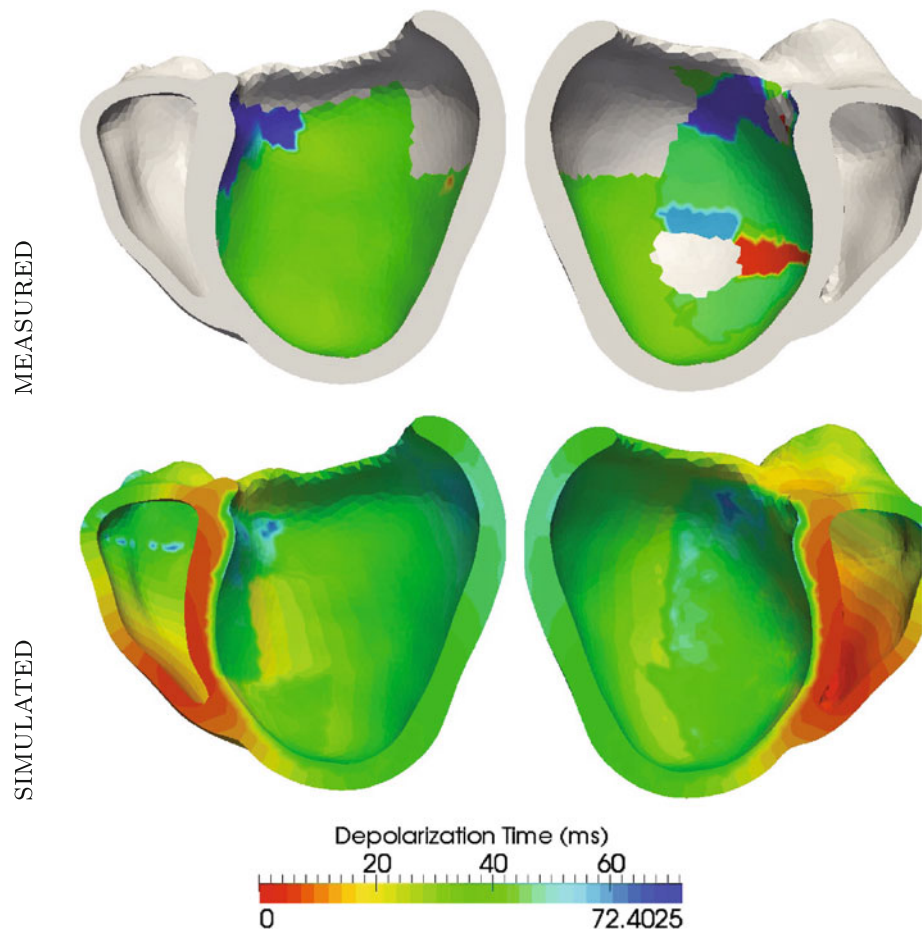 MEASURED
SIMULATED
Depolarization Time (ms)
20 40 60
0 72.4025